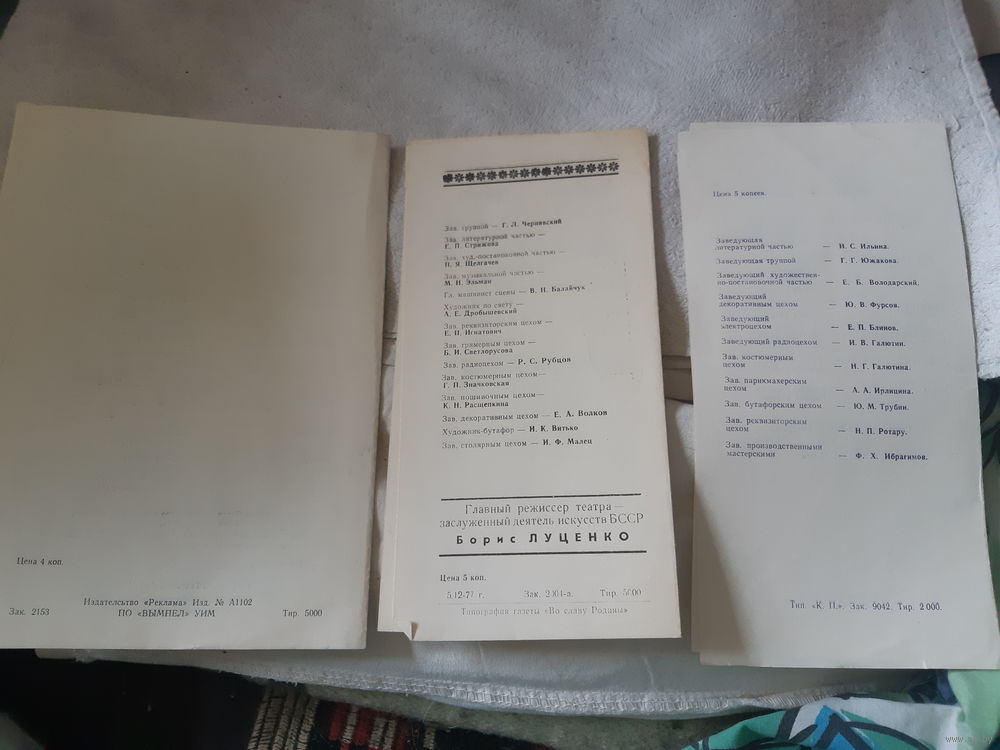 Цена 4 коп.
Издательство «Реклама» Изд. № А1102
Зак. 2153 ПО «ВЫМПЕЛ» УИМ Тир. 5000
Зав. труппой — Г. Л. Чернявский
Зав. литературной частью —
Е. П. Стрижова
Зав. худ.-постановочной частью —
П. Я. Щелгачев
Зав. музыкальной частью —
М. Н. Эльман
Гл. машинист сцены — В. Н. Балайчук
Художник по свету —
А. Е. Дробышевский
Зав. реквизиторским цехом —
Е. П. Игнатович
Зав. гримерным цехом —
Б. И. Светлорусова
Зав. радиоцехом — Р. С. Рубцов
Зав. костюмерным цехом —
Г. П. Значковская
Зав. пошивочным цехом —
К. Н. Расщепкина
Зав. декоративным цехом — Е. А. Волков
Художник-бутафор — И. К. Витько
Зав. столярным цехом — И. Ф. Малец
Главный режиссер театра —
заслуженный деятель искусств БССР
Борис ЛУЦЕНКО
Цена 5 коп.
5.12-77 г. Зак. 2004-а. Тир. 5000
Типография газеты «Во славу Родины»
Цена 5 копеек.
Заведующая
литературной частью — И. С. Ильина.
Заведующая труппой — Г. Г. Южакова.
Заведующий художествен-
но-постановочной частью — Е. Б. Володарский.
Заведующий
декоративным цехом — Ю. В. Фурсов.
Заведующий
электроцехом — Е. П. Блинов.
Заведующий радиоцехом — И. В. Галютин.
Зав. костюмерным
цехом — Н. Г. Галютина.
Зав. парикмахерским
цехом — А. А. Ирлицина.
Зав. бутафорским цехом — Ю. М. Трубин.
Зав. реквизиторским
цехом — Н. П. Ротару.
Зав. производственными
мастерскими — Ф. Х. Ибрагимов.
Тип. «К. П.». Зак. 9042. Тир. 2 000.